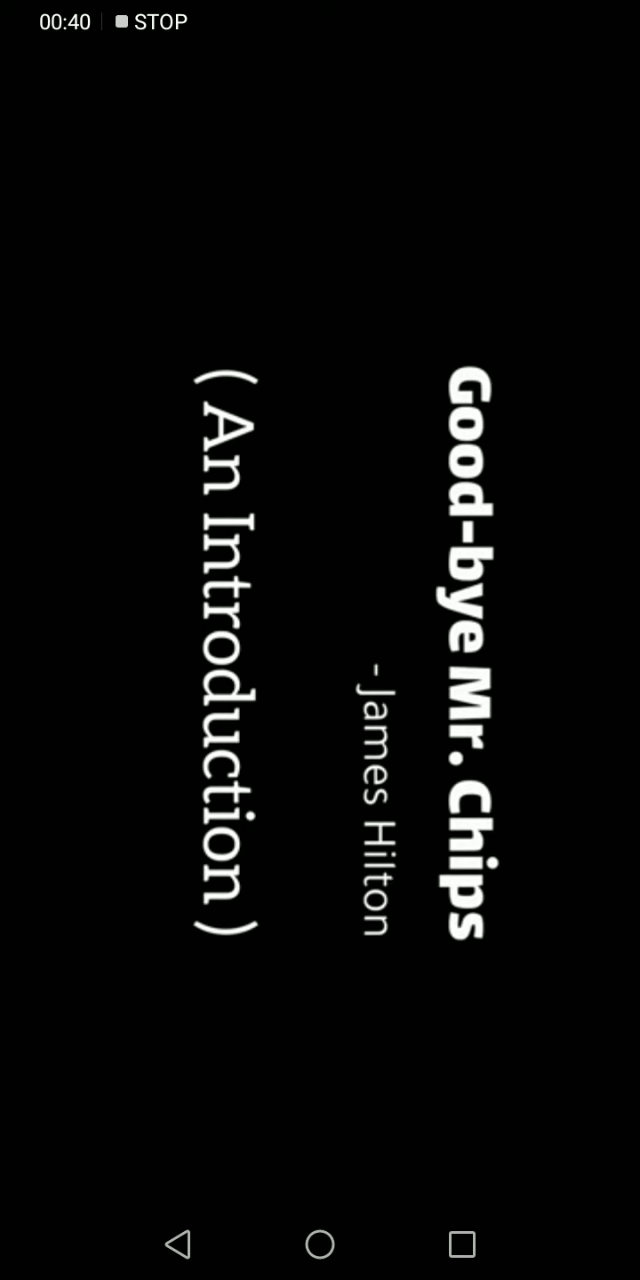 00:40 STOP
Good-bye Mr. Chips
- James Hilton
( An Introduction )